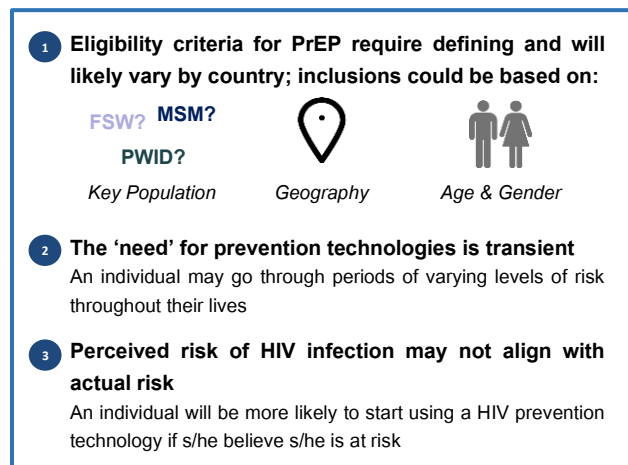 1 Eligibility criteria for PrEP require defining and will
likely vary by country; inclusions could be based on:
FSW? MSM?
PWID?
Key Population Geography Age & Gender
2 The ‘need’ for prevention technologies is transient
An individual may go through periods of varying levels of risk
throughout their lives
3 Perceived risk of HIV infection may not align with
actual risk
An individual will be more likely to start using a HIV prevention
technology if s/he believe s/he is at risk